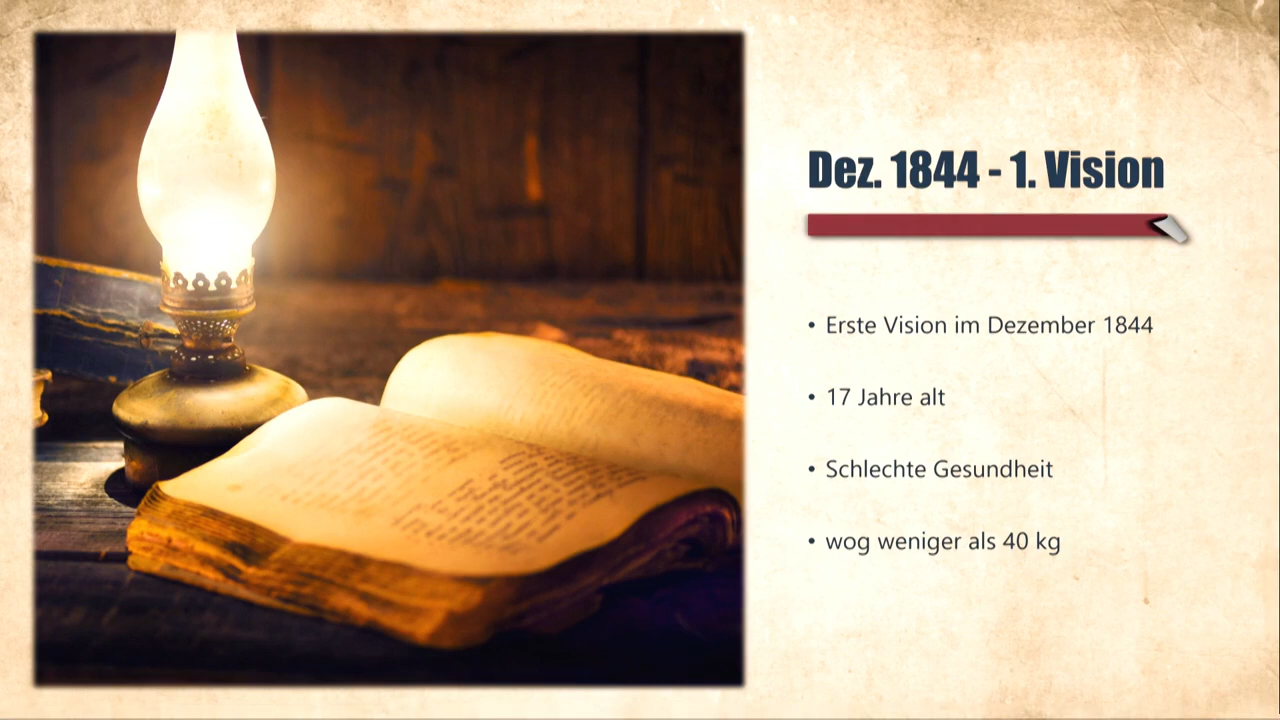 Dez. 1844 - 1. Vision
• Erste Vision im Dezember 1844
• 17 Jahre alt
• Schlechte Gesundheit
• wog weniger als 40 kg